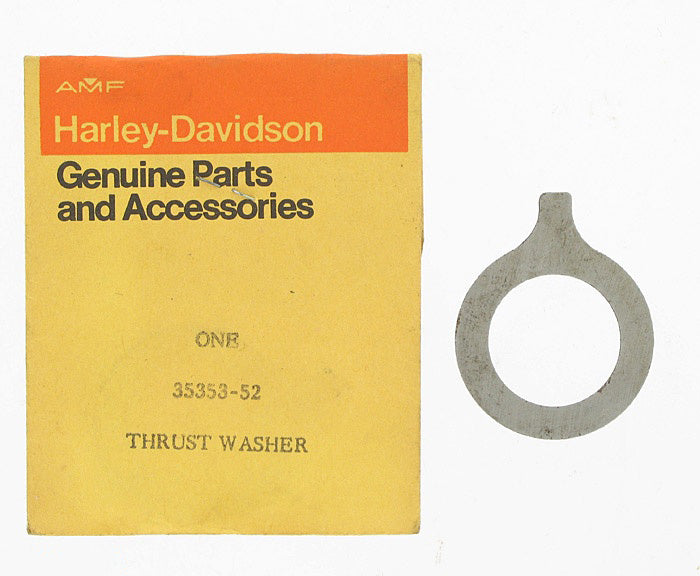 AMF
Harley-Davidson
Genuine Parts
and Accessories
ONE
35353-52
THRUST WASHER